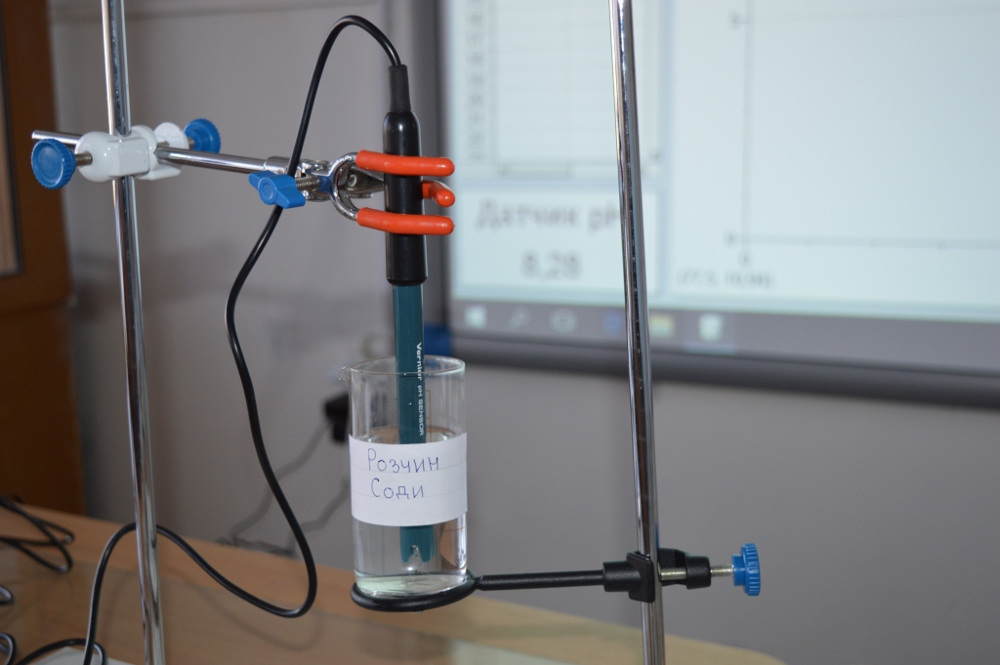 Датчик pH
8,28
Vernier pH SENSOR
Розчин
Соди